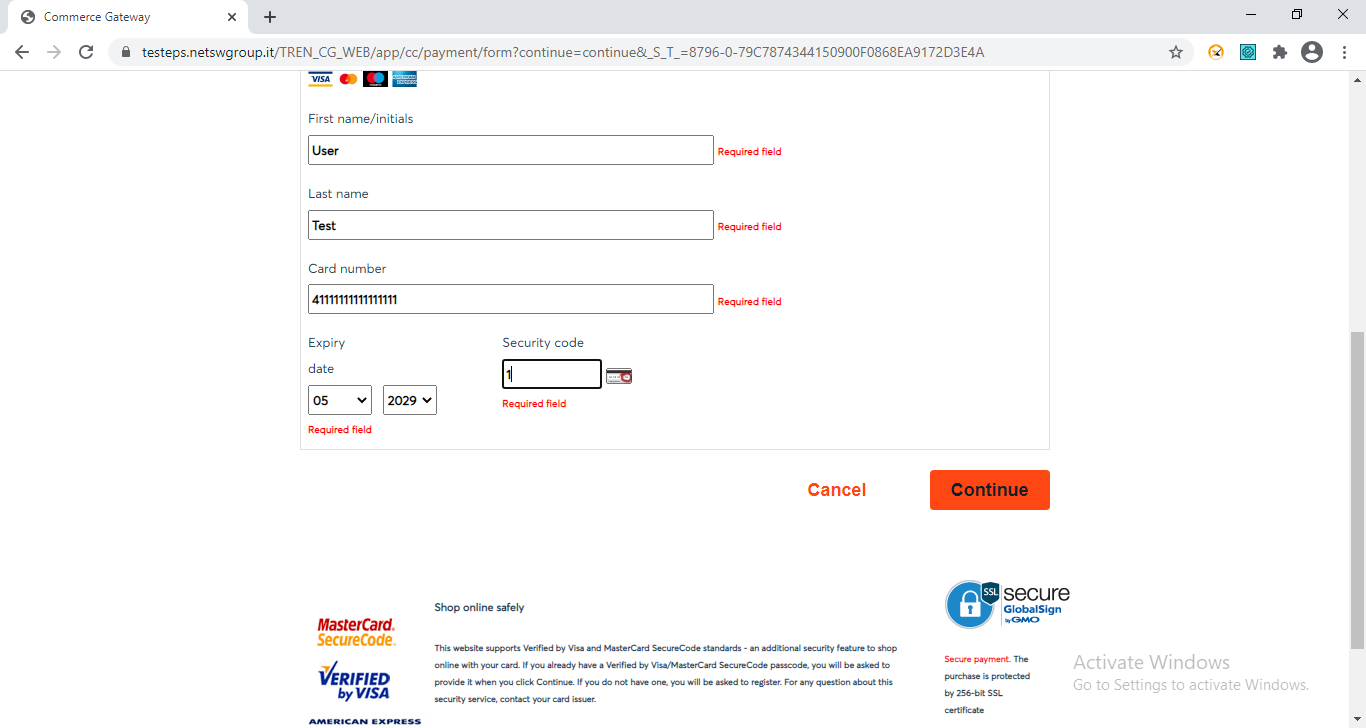 Commerce Gateway
testeps.netswgroup.it/TREN_CG_WEB/app/cc/payment/form?continue=continue&_S_T_=8796-0-79C7874344150900F0868EA9172D3E4A
VISA
First name/initials
User Required field
Last name
Test Required field
Card number
41111111111111111 Required field
Expiry date
Security code
1
05 2029
Required field
Required field
Cancel Continue
MasterCard. SecureCode.
VERIFIED by VISA
AMERICAN EXPRESS
Shop online safely
This website supports Verified by Visa and MasterCard SecureCode standards - an additional security feature to shop
online with your card. If you already have a Verified by Visa/MasterCard SecureCode passcode, you will be asked to
provide it when you click Continue. If you do not have one, you will be asked to register. For any question about this
security service, contact your card issuer.
SSL secure
GlobalSign
by GMO
Secure payment. The
purchase is protected
by 256-bit SSL
certificate
Activate Windows
Go to Settings to activate Windows.